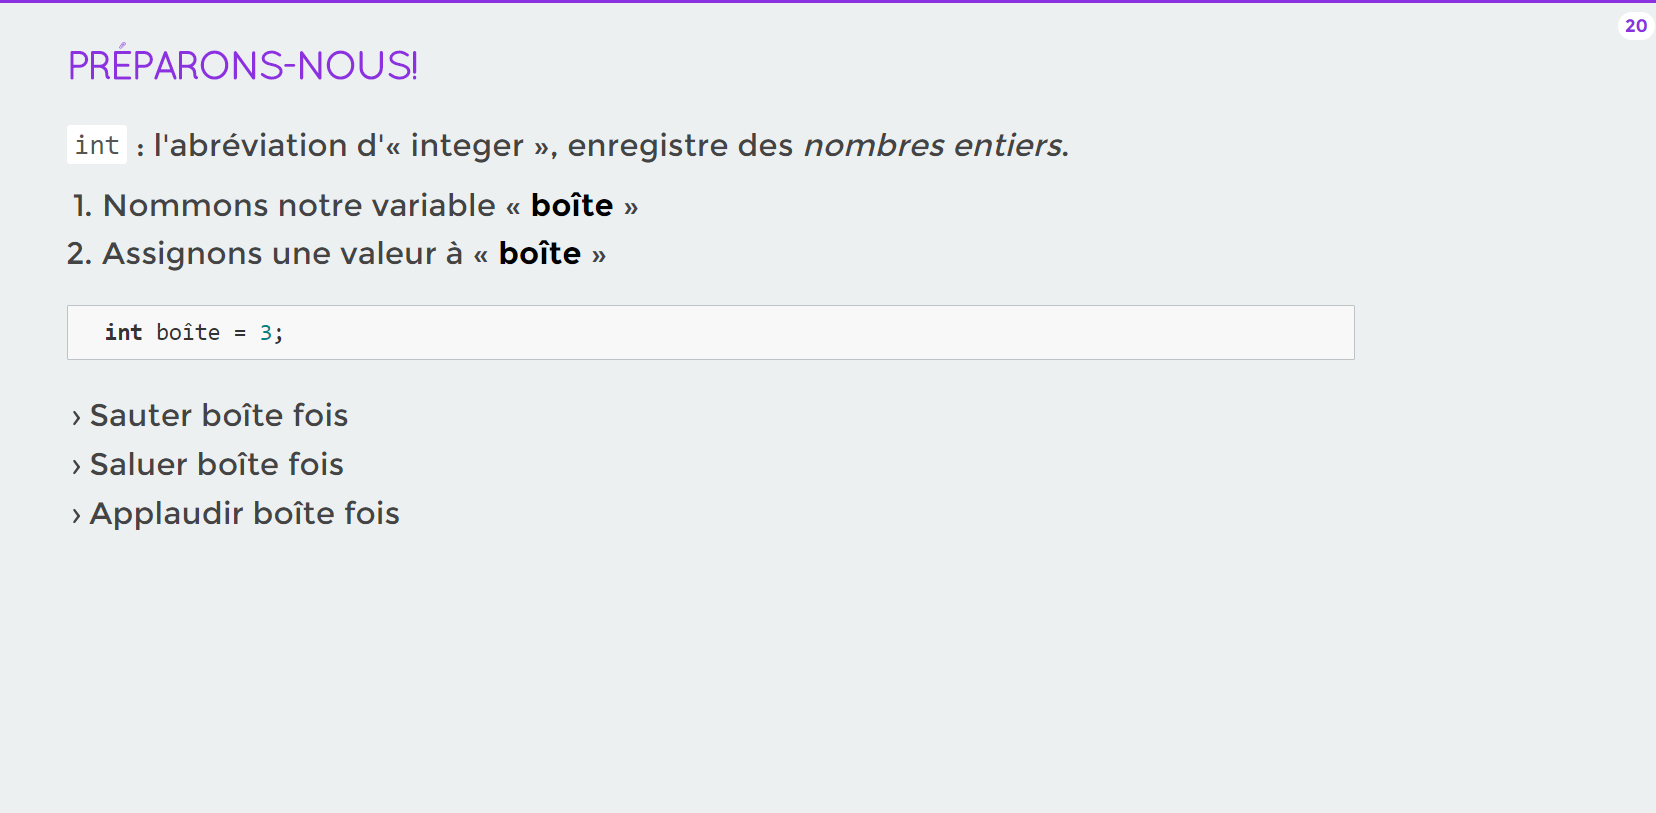 20
PRÉPARONS-NOUS!
int : l'abréviation d'« integer », enregistre des nombres entiers.
1. Nommons notre variable « boîte »
2. Assignons une valeur à « boîte »
int boîte = 3;
› Sauter boîte fois
› Saluer boîte fois
› Applaudir boîte fois